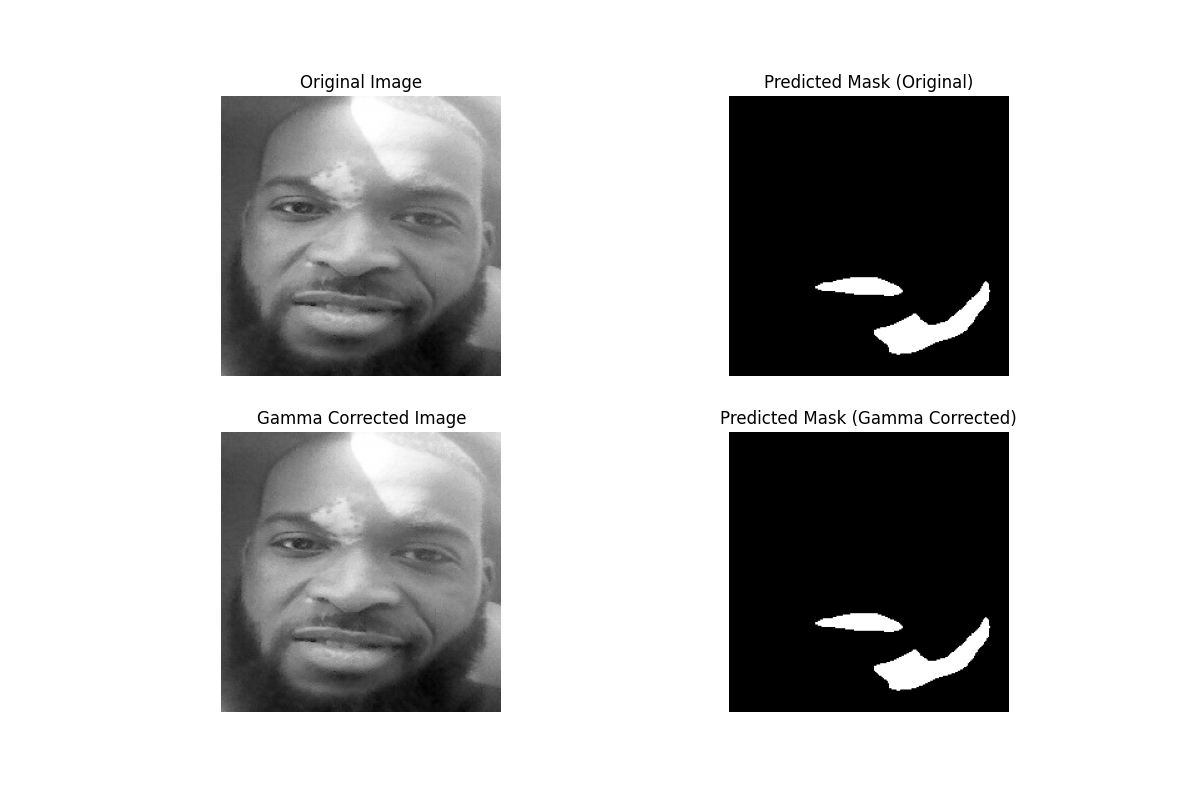 Original Image
Predicted Mask (Original)
Gamma Corrected Image
Predicted Mask (Gamma Corrected)